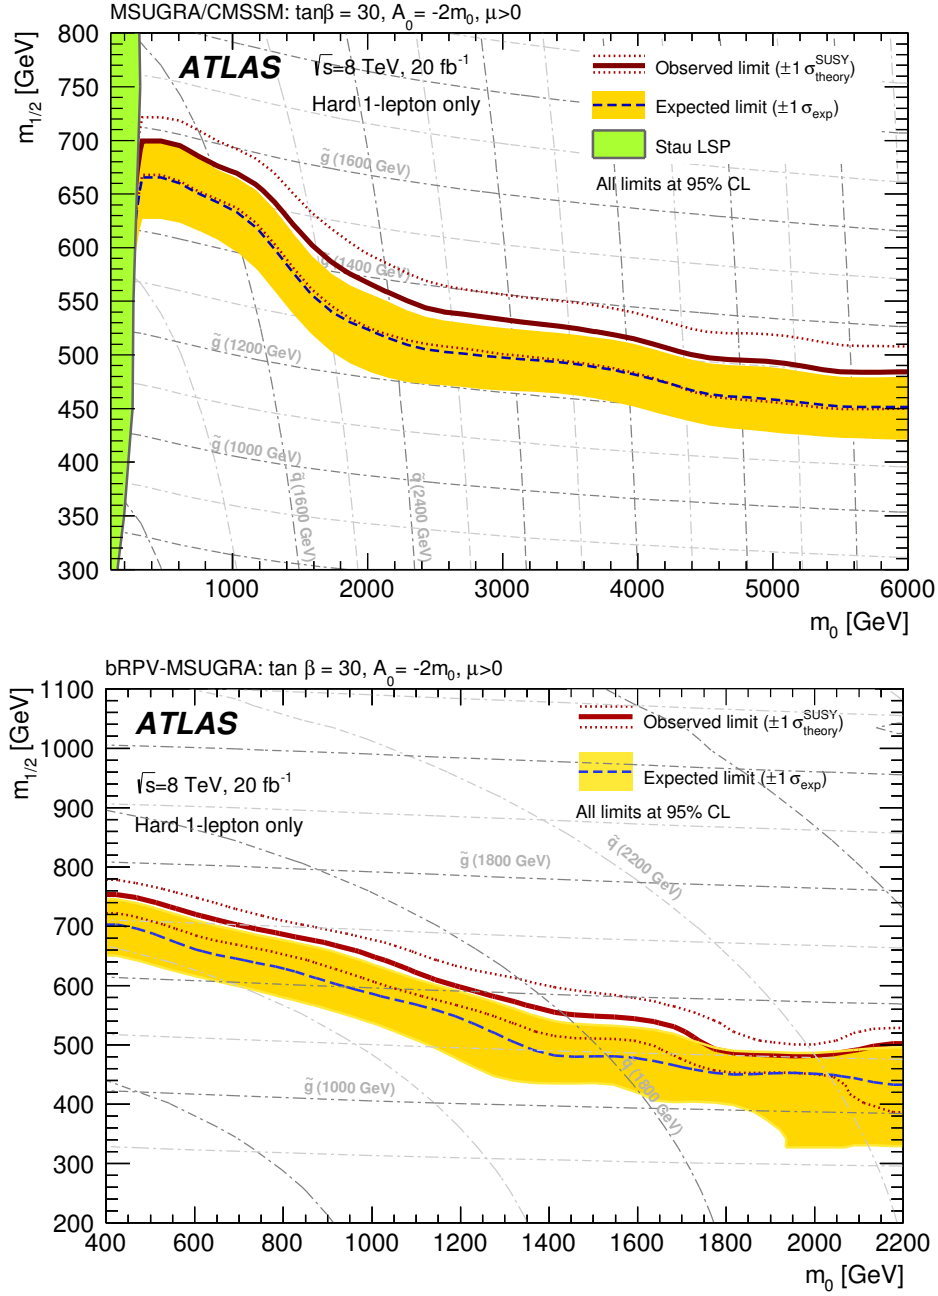 MSUGRA/CMSSM: tanβ = 30, A₀ = -2m₀, μ>0
m₁/₂ [GeV]
800
750
700
650
600
550
500
450
400
350
300
ATLAS
√s=8 TeV, 20 fb⁻¹
Hard 1-lepton only
Observed limit (±1 σ^SUSY_theory)
Expected limit (±1 σ_exp)
Stau LSP
All limits at 95% CL
g̃ (1600 GeV)
g̃ (1400 GeV)
g̃ (1200 GeV)
g̃ (1000 GeV)
q̃ (1600 GeV)
q̃ (2400 GeV)
1000 2000 3000 4000 5000 6000
m₀ [GeV]
bRPV-MSUGRA: tan β = 30, A₀= -2m₀, μ>0
m₁/₂ [GeV]
1100
1000
900
800
700
600
500
400
300
200
ATLAS
√s=8 TeV, 20 fb⁻¹
Hard 1-lepton only
Observed limit (±1 σ^SUSY_theory)
Expected limit (±1 σ_exp)
All limits at 95% CL
g̃ (1800 GeV)
q̃ (2200 GeV)
g̃ (1000 GeV)
q̃ (1800 GeV)
400 600 800 1000 1200 1400 1600 1800 2000 2200
m₀ [GeV]